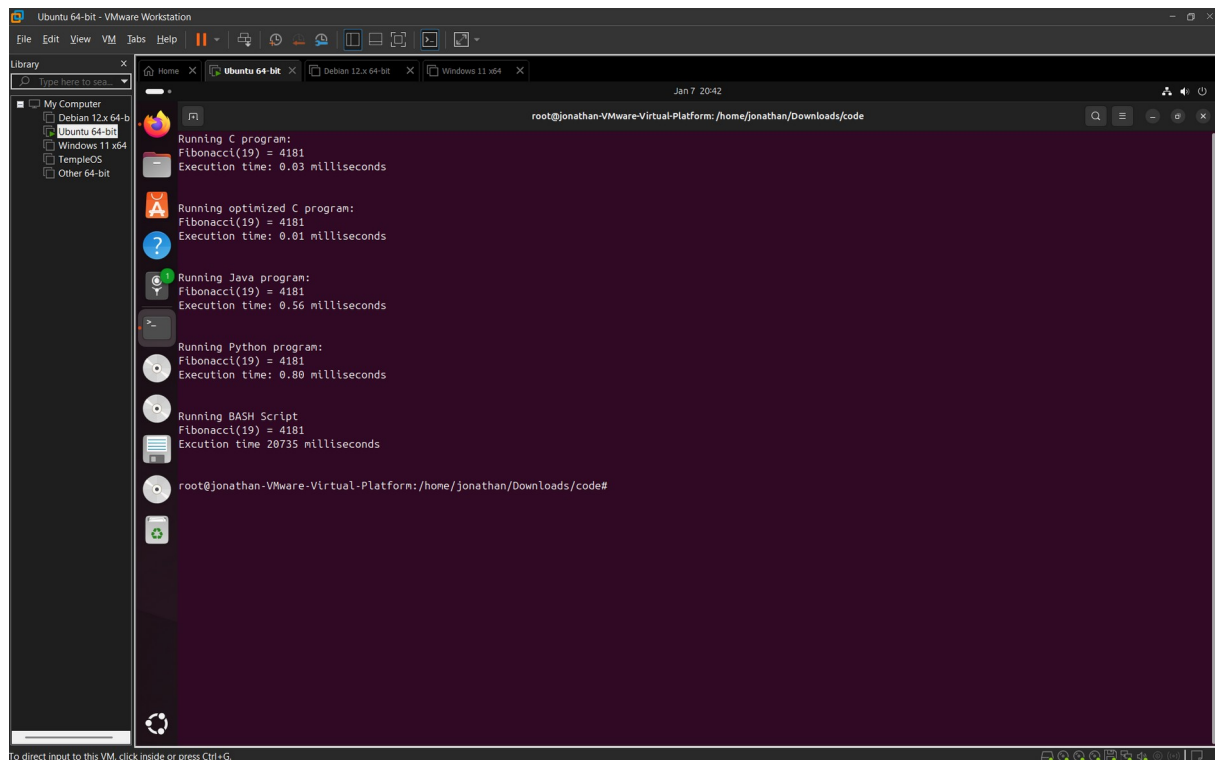 Ubuntu 64-bit - VMware Workstation
File Edit View VM Tabs Help
Library
Type here to sea...
My Computer
Debian 12.x 64-b
Ubuntu 64-bit
Windows 11 x64
TempleOS
Other 64-bit
Home Ubuntu 64-bit Debian 12.x 64-bit Windows 11 x64
Jan 7 20:42
root@jonathan-VMware-Virtual-Platform: /home/jonathan/Downloads/code
Running C program:
Fibonacci(19) = 4181
Execution time: 0.03 milliseconds
Running optimized C program:
Fibonacci(19) = 4181
Execution time: 0.01 milliseconds
Running Java program:
Fibonacci(19) = 4181
Execution time: 0.56 milliseconds
1
Running Python program:
Fibonacci(19) = 4181
Execution time: 0.80 milliseconds
Running BASH Script
Fibonacci(19) = 4181
Excution time 20735 milliseconds
root@jonathan-VMware-Virtual-Platform:/home/jonathan/Downloads/code#
To direct input to this VM, click inside or press Ctrl+G.